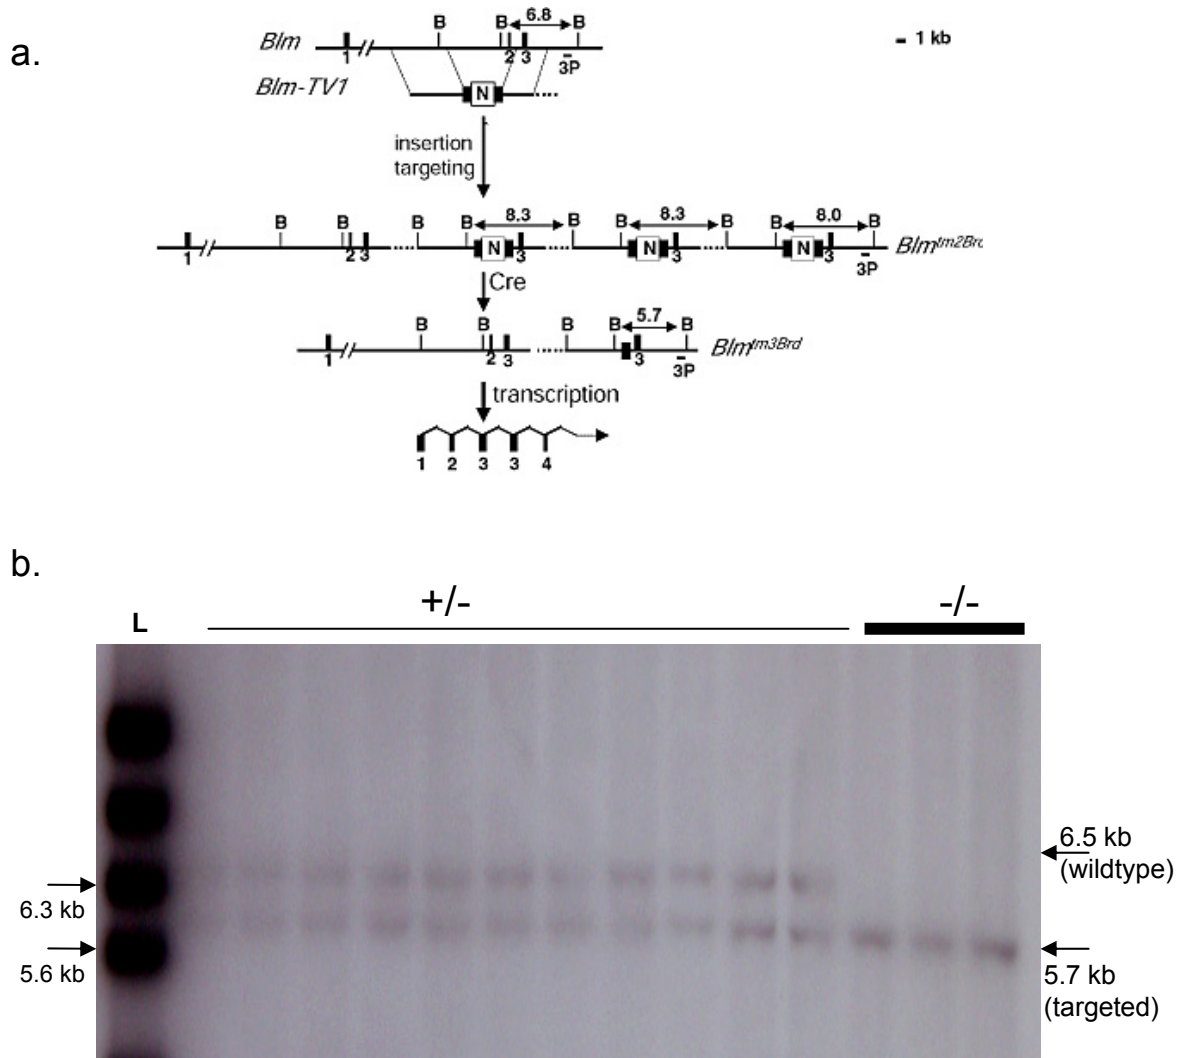 a.
B B 6.8 B
Blm
1 2 3 3P
1 kb
Blm-TV1
N
insertion
targeting
B B B B 8.3 B B 8.3 B B 8.0 B
1 2 3 N 3 N 3 N 3 3P
Cre
B B B B 5.7 B
1 2 3 3 3P
Blmtm3Brd
transcription
1 2 3 3 4
b.
L
+/-
-/-
6.5 kb
(wildtype)
6.3 kb
5.6 kb
5.7 kb
(targeted)